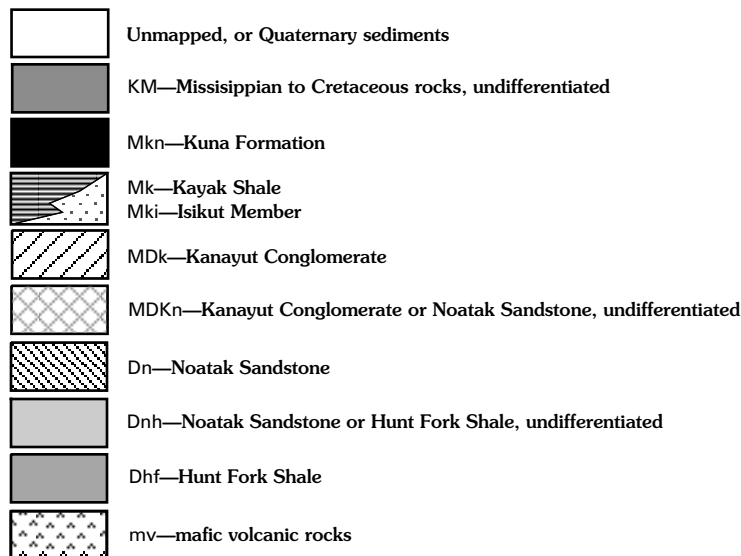 Unmapped, or Quaternary sediments
KM—Missisippian to Cretaceous rocks, undifferentiated
Mkn—Kuna Formation
Mk—Kayak Shale
Mki—Isikut Member
MDk—Kanayut Conglomerate
MDKn—Kanayut Conglomerate or Noatak Sandstone, undifferentiated
Dn—Noatak Sandstone
Dnh—Noatak Sandstone or Hunt Fork Shale, undifferentiated
Dhf—Hunt Fork Shale
mv—mafic volcanic rocks